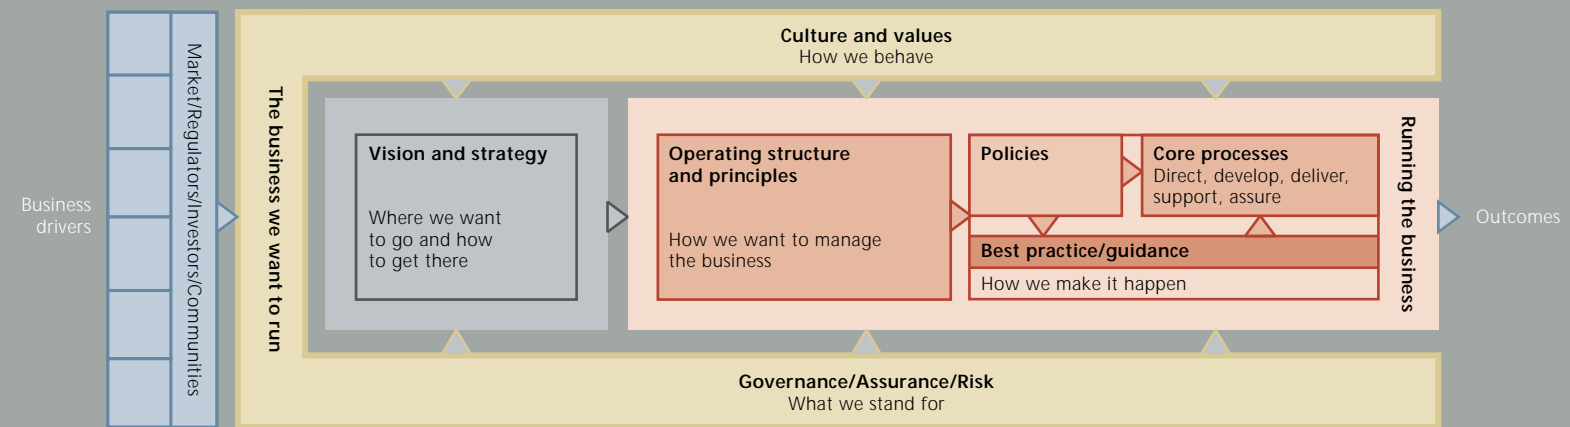 Business
drivers
Market/Regulators/Investors/Communities
The business we want to run
Culture and values
How we behave
Vision and strategy
Where we want
to go and how
to get there
Operating structure
and principles
How we want to manage
the business
Policies
Core processes
Direct, develop, deliver,
support, assure
Best practice/guidance
How we make it happen
Running the business
Governance/Assurance/Risk
What we stand for
Outcomes